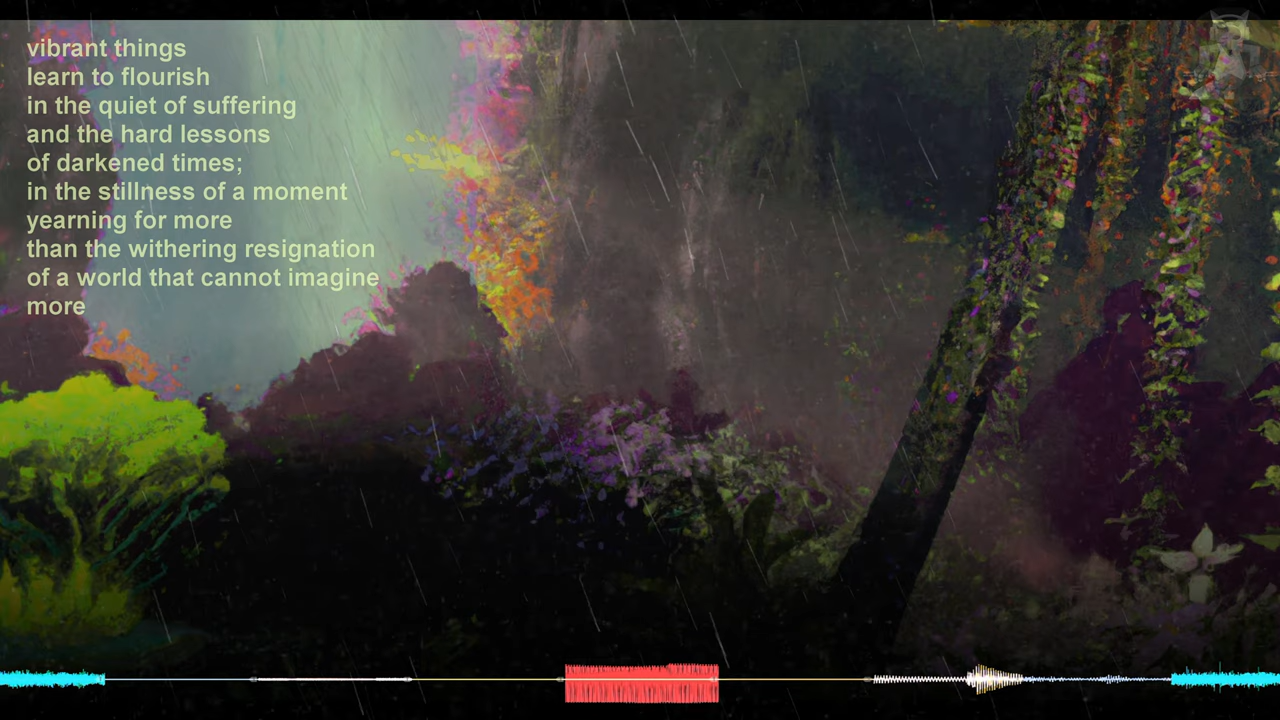 vibrant things
learn to flourish
in the quiet of suffering
and the hard lessons
of darkened times;
in the stillness of a moment
yearning for more
than the withering resignation
of a world that cannot imagine
more